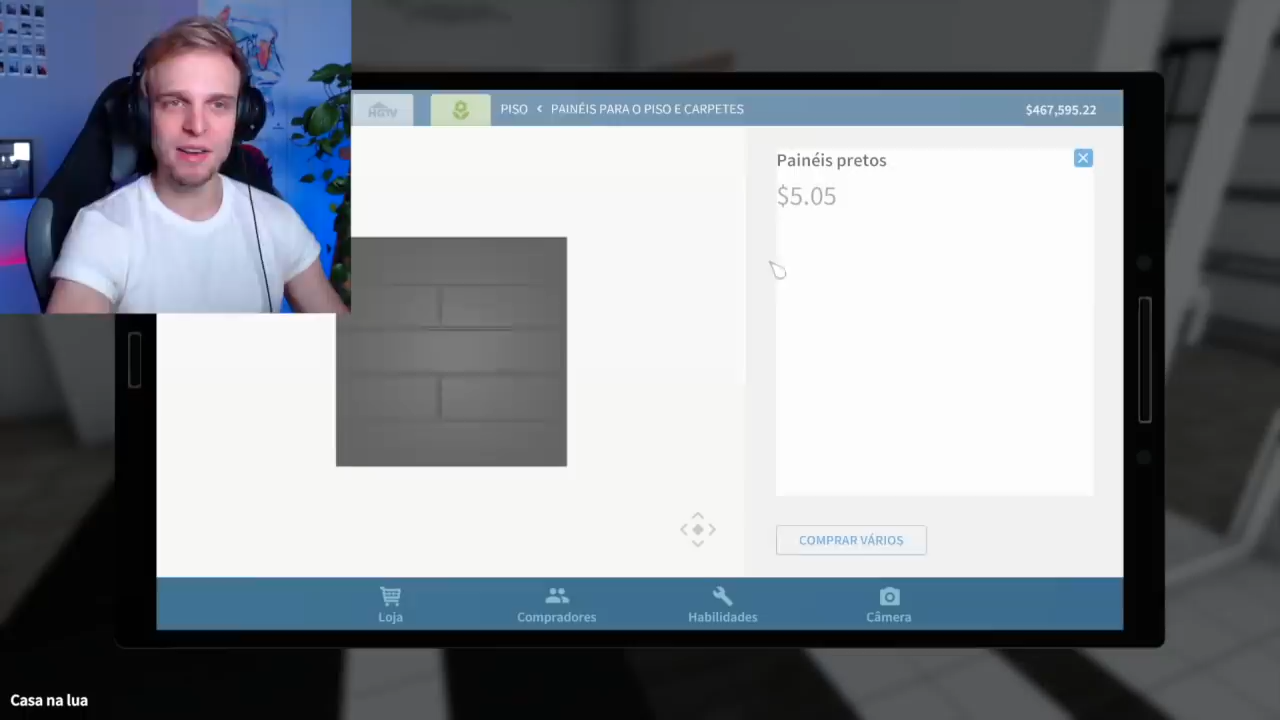 HGTV
PISO < PAINÉIS PARA O PISO E CARPETES
$467,595.22
Painéis pretos
$5.05
COMPRAR VÁRIOS
Loja
Compradores
Habilidades
Câmera
Casa na lua